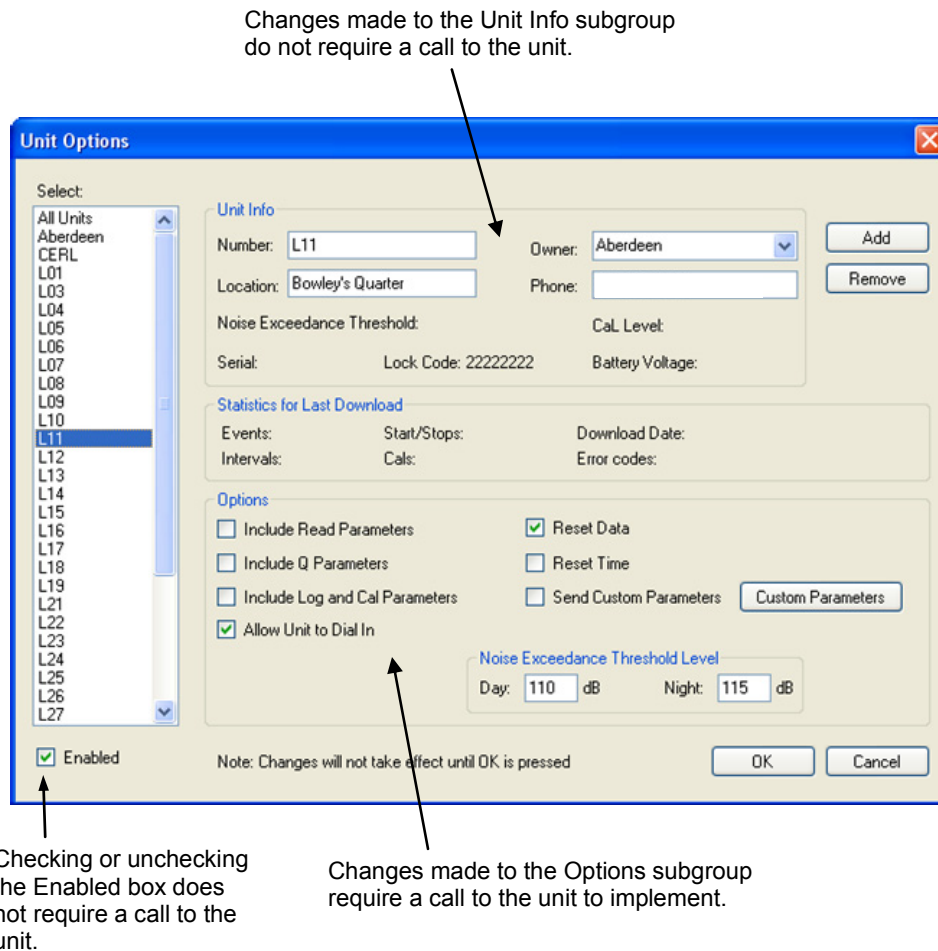 Changes made to the Unit Info subgroup
do not require a call to the unit.
Unit Options
Select:
All Units
Aberdeen
CERL
L01
L03
L04
L05
L06
L07
L08
L09
L10
L11
L12
L13
L14
L15
L16
L17
L18
L19
L21
L22
L23
L24
L25
L26
L27
Enabled
Unit Info
Number: L11
Owner: Aberdeen
Location: Bowley's Quarter
Phone:
Noise Exceedance Threshold:
CaL Level:
Serial:
Lock Code: 22222222
Battery Voltage:
Add
Remove
Statistics for Last Download
Events:
Start/Stops:
Download Date:
Intervals:
Cals:
Error codes:
Options
Include Read Parameters
Reset Data
Include Q Parameters
Reset Time
Include Log and Cal Parameters
Send Custom Parameters
Custom Parameters
Allow Unit to Dial In
Noise Exceedance Threshold Level
Day: 110 dB
Night: 115 dB
Note: Changes will not take effect until OK is pressed
OK
Cancel
Checking or unchecking
the Enabled box does
not require a call to the
unit.
Changes made to the Options subgroup
require a call to the unit to implement.